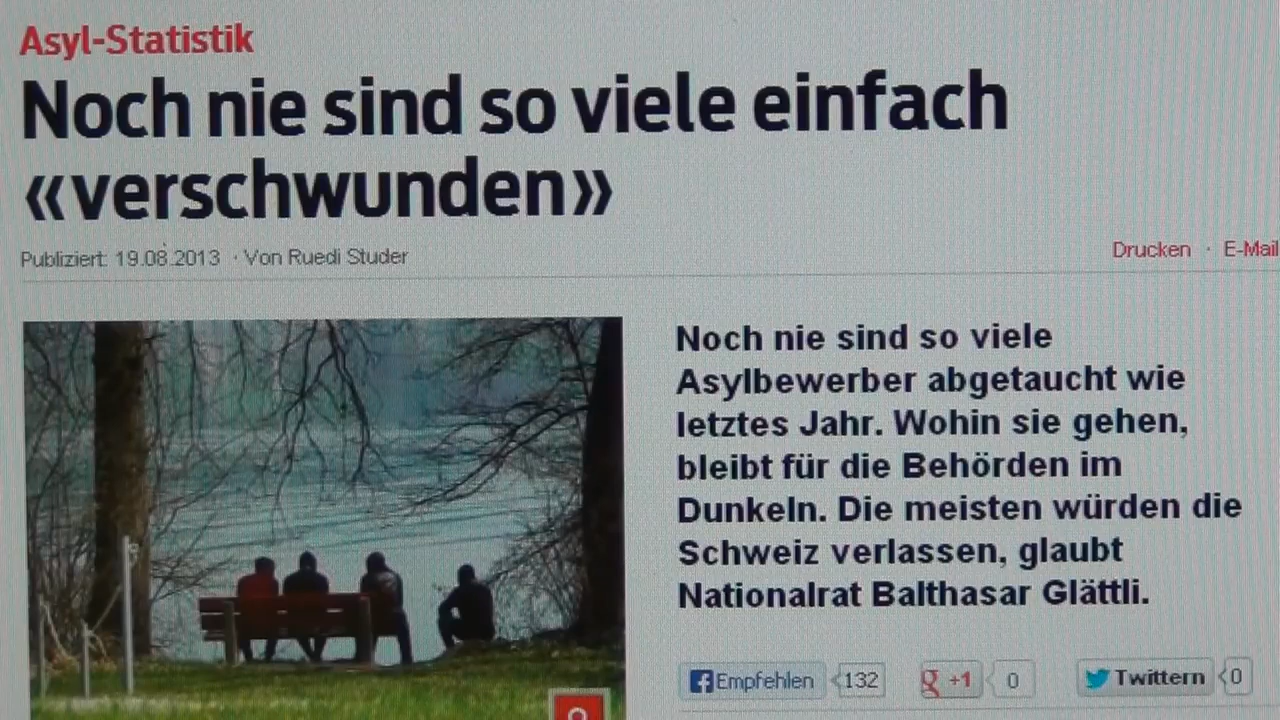 Asyl-Statistik
Noch nie sind so viele einfach
«verschwunden»
Publiziert: 19.08.2013 · Von Ruedi Studer
Drucken · E-Mail
Noch nie sind so viele
Asylbewerber abgetaucht wie
letztes Jahr. Wohin sie gehen,
bleibt für die Behörden im
Dunkeln. Die meisten würden die
Schweiz verlassen, glaubt
Nationalrat Balthasar Glättli.
Empfehlen 132 g +1 0 Twittern 0